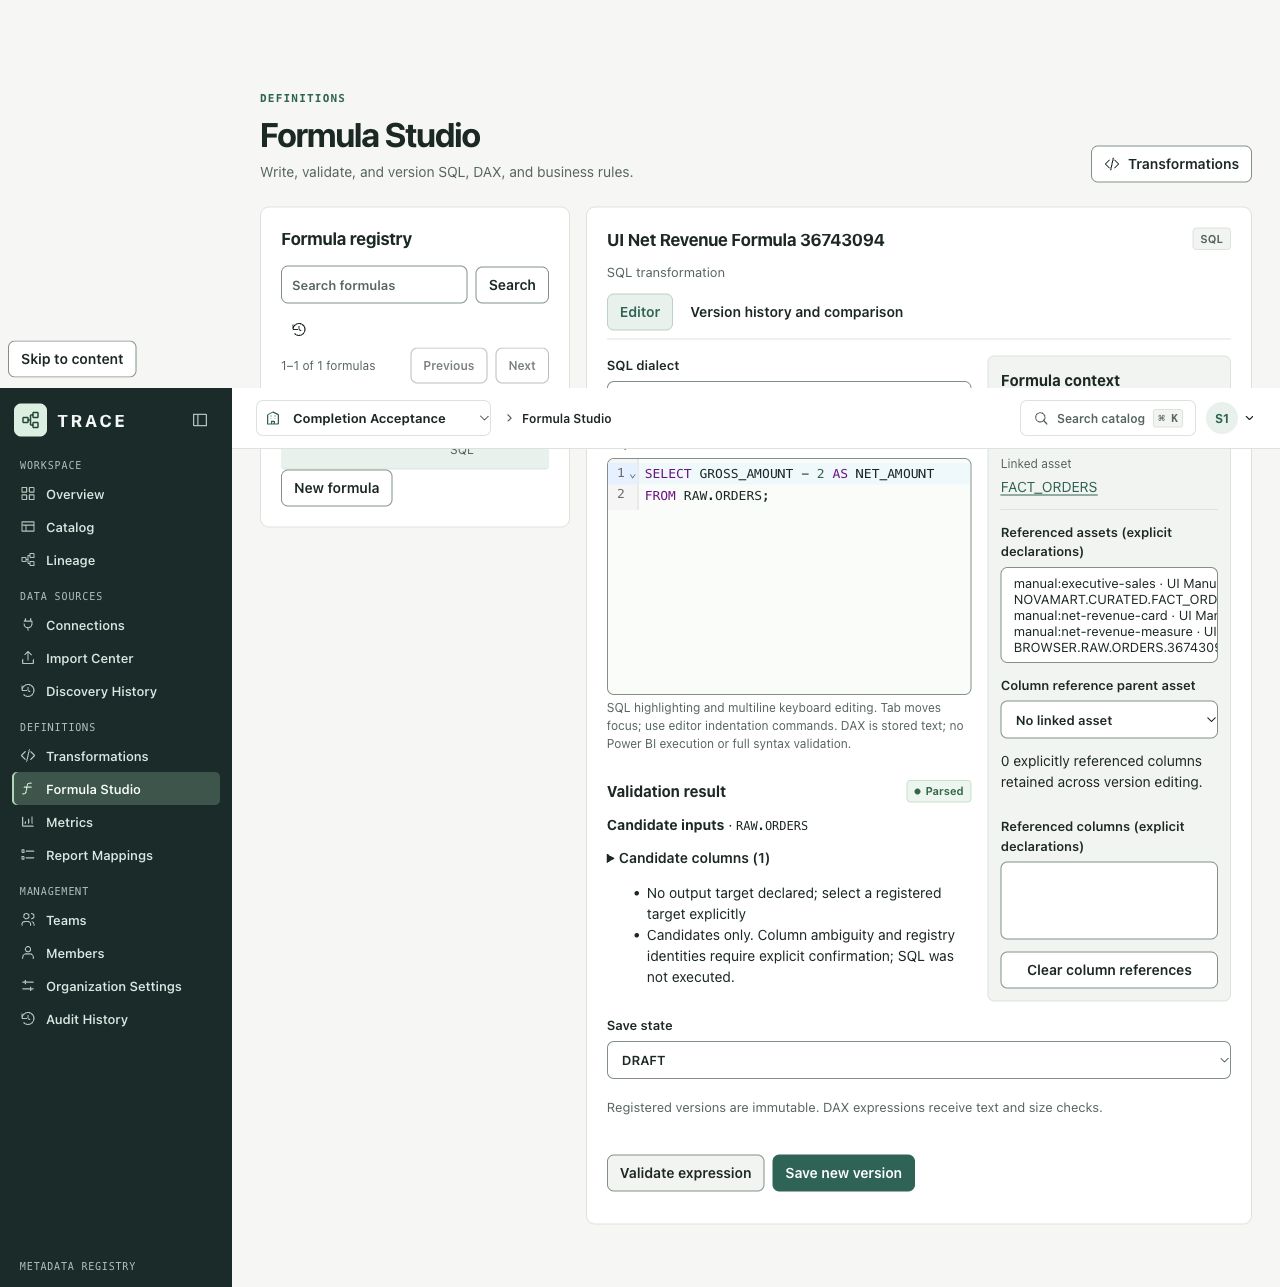 DEFINITIONS
Formula Studio
Write, validate, and version SQL, DAX, and business rules.
Transformations
Formula registry
Search formulas
Search
1–1 of 1 formulas
Previous
Next
SQL
New formula
UI Net Revenue Formula 36743094
SQL
SQL transformation
Editor
Version history and comparison
SQL dialect
Formula context
Skip to content
TRACE
Completion Acceptance
Formula Studio
Search catalog
⌘ K
S1
WORKSPACE
Overview
Catalog
Lineage
DATA SOURCES
Connections
Import Center
Discovery History
DEFINITIONS
Transformations
Formula Studio
Metrics
Report Mappings
MANAGEMENT
Teams
Members
Organization Settings
Audit History
METADATA REGISTRY
1 SELECT GROSS_AMOUNT - 2 AS NET_AMOUNT
2 FROM RAW.ORDERS;
SQL highlighting and multiline keyboard editing. Tab moves
focus; use editor indentation commands. DAX is stored text; no
Power BI execution or full syntax validation.
Validation result
Parsed
Candidate inputs · RAW.ORDERS
Candidate columns (1)
• No output target declared; select a registered
target explicitly
• Candidates only. Column ambiguity and registry
identities require explicit confirmation; SQL was
not executed.
Linked asset
FACT_ORDERS
Referenced assets (explicit
declarations)
manual:executive-sales · UI Manu
NOVAMART.CURATED.FACT_ORD
manual:net-revenue-card · UI Man
manual:net-revenue-measure · UI
BROWSER.RAW.ORDERS.3674309
Column reference parent asset
No linked asset
0 explicitly referenced columns
retained across version editing.
Referenced columns (explicit
declarations)
Clear column references
Save state
DRAFT
Registered versions are immutable. DAX expressions receive text and size checks.
Validate expression
Save new version